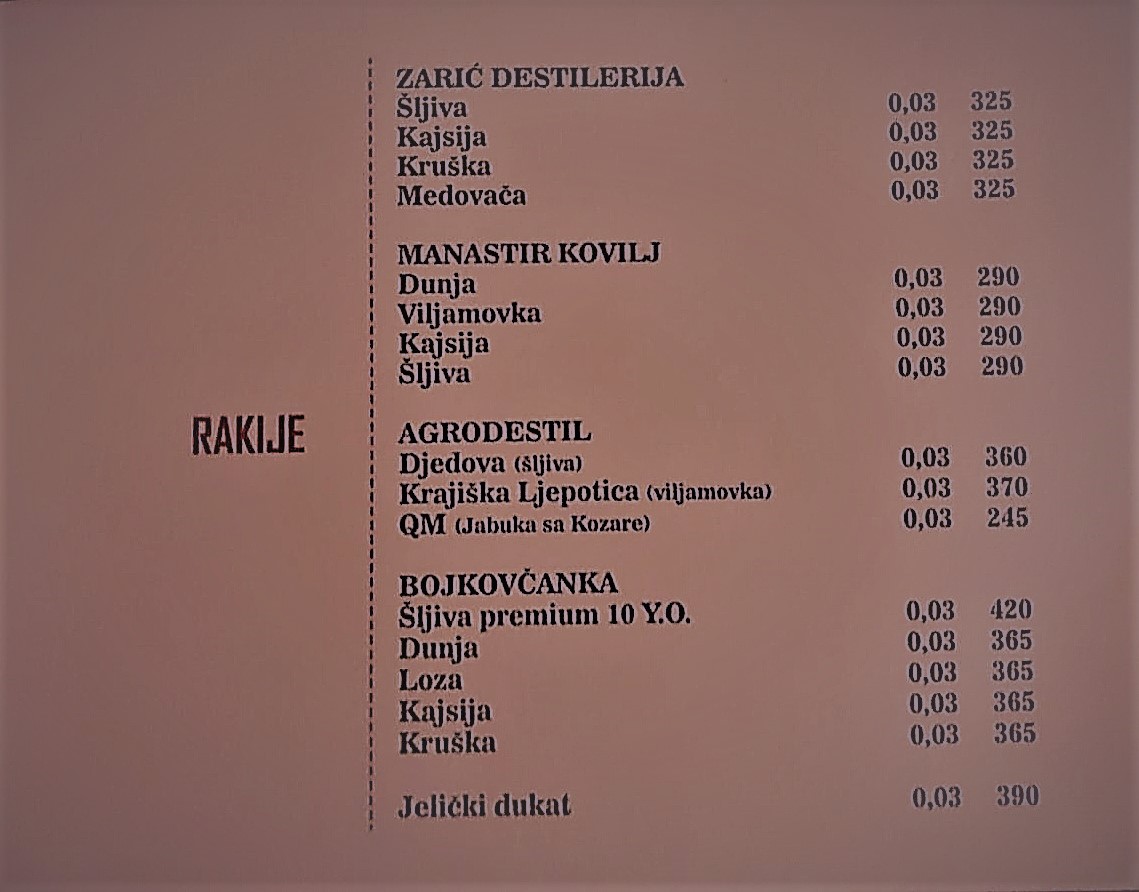 RAKIJE
ZARIĆ DESTILERIJA
Šljiva 0,03 325
Kajsija 0,03 325
Kruška 0,03 325
Medovača 0,03 325
MANASTIR KOVILJ
Dunja 0,03 290
Viljamovka 0,03 290
Kajsija 0,03 290
Šljiva 0,03 290
AGRODESTIL
Djedova (šljiva) 0,03 360
Krajiška Ljepotica (viljamovka) 0,03 370
QM (Jabuka sa Kozare) 0,03 245
BOJKOVČANKA
Šljiva premium 10 Y.O. 0,03 420
Dunja 0,03 365
Loza 0,03 365
Kajsija 0,03 365
Kruška 0,03 365
Jelički dukat 0,03 390